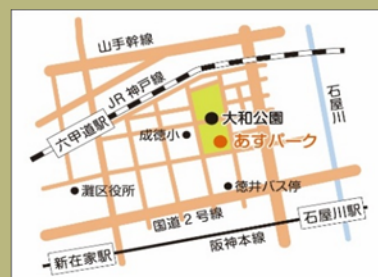 山手幹線
JR神戸線
六甲道駅
石屋川
大和公園
成徳小
あすパーク
灘区役所
徳井バス停
国道2号線
石屋川駅
阪神本線
新在家駅